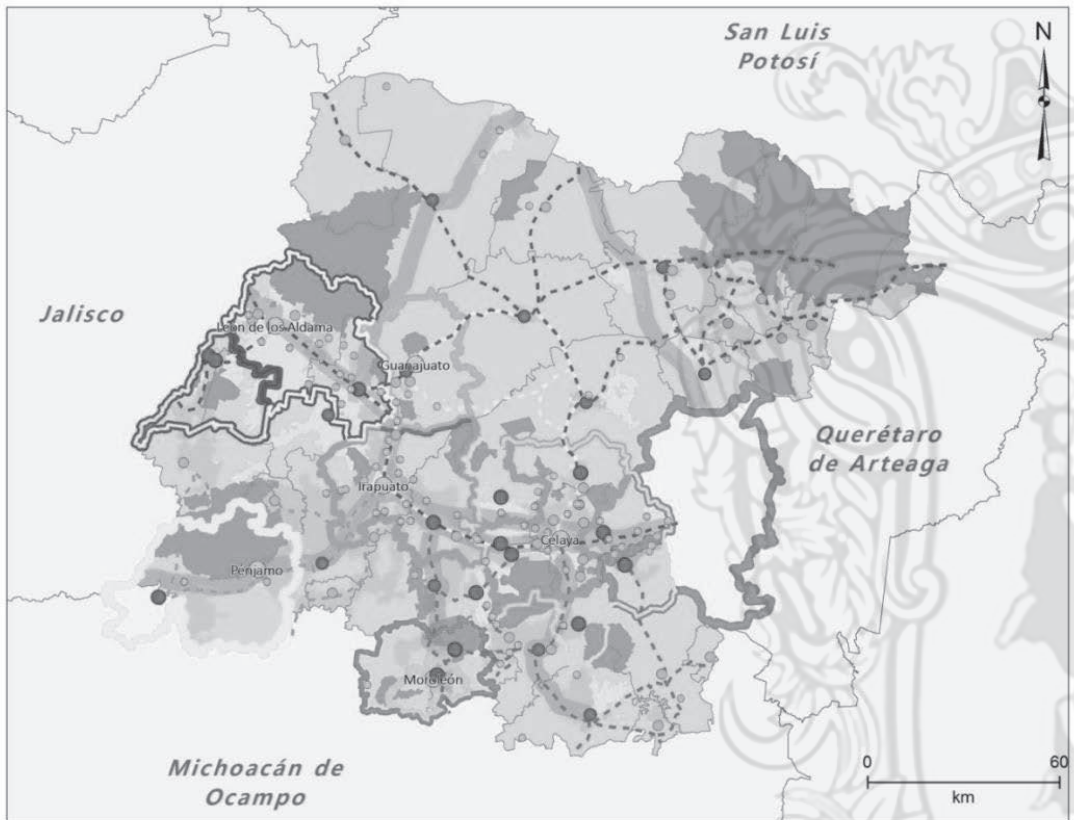 San Luis
Potosí
N
Jalisco
León de los Aldama
Guanajuato
Querétaro
de Arteaga
Irapuato
Celaya
Penjamo
Moroleón
Michoacán de
Ocampo
0 60
km